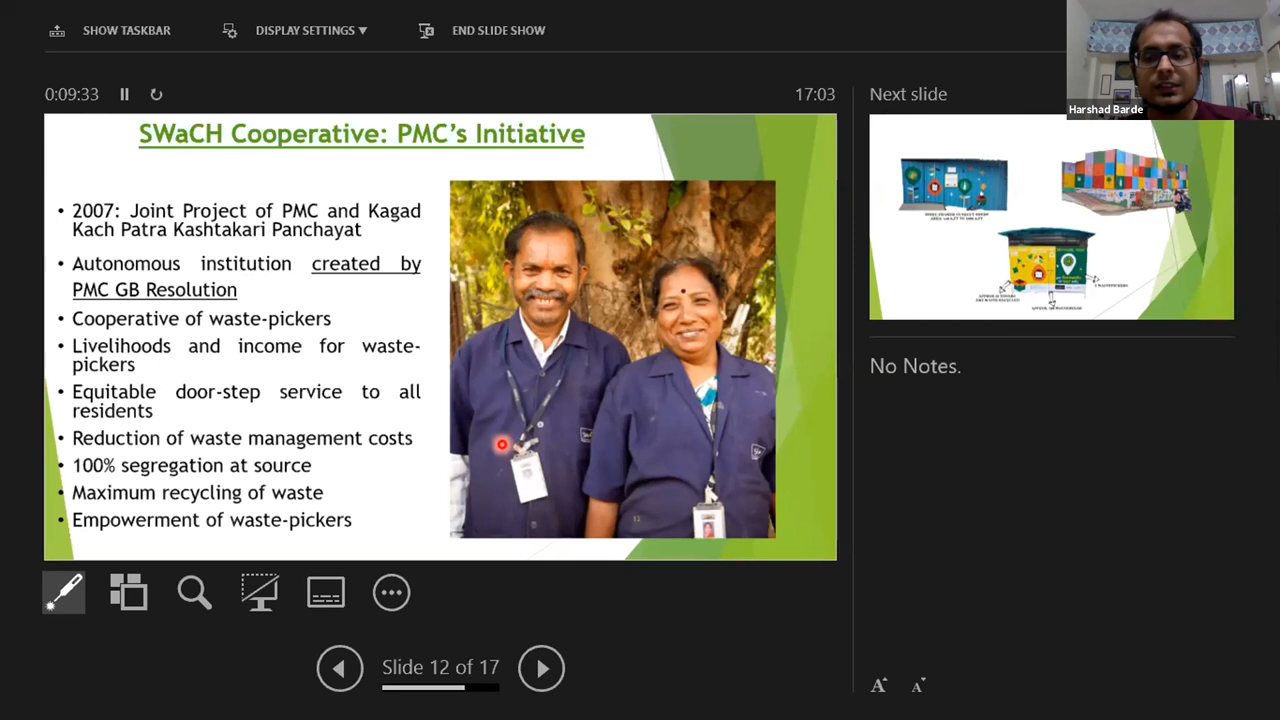 SHOW TASKBAR
DISPLAY SETTINGS ▾
END SLIDE SHOW
Harshad Barde
0:09:33
17:03
Next slide
SWaCH Cooperative: PMC's Initiative
• 2007: Joint Project of PMC and Kagad
Kach Patra Kashtakari Panchayat
• Autonomous institution created by
PMC GB Resolution
• Cooperative of waste-pickers
• Livelihoods and income for waste-
pickers
• Equitable door-step service to all
residents
• Reduction of waste management costs
• 100% segregation at source
• Maximum recycling of waste
• Empowerment of waste-pickers
12
No Notes.
Slide 12 of 17
A A